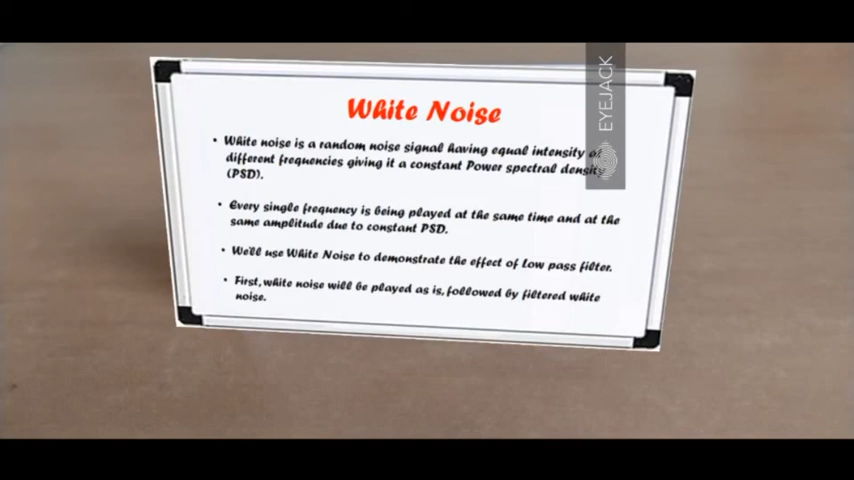 White Noise
• White noise is a random noise signal having equal intensity at
different frequencies giving it a constant Power spectral density
(PSD).
• Every single frequency is being played at the same time and at the
same amplitude due to constant PSD.
• We'll use White Noise to demonstrate the effect of Low pass filter.
• First, white noise will be played as is, followed by filtered white
noise.
EYEJACK